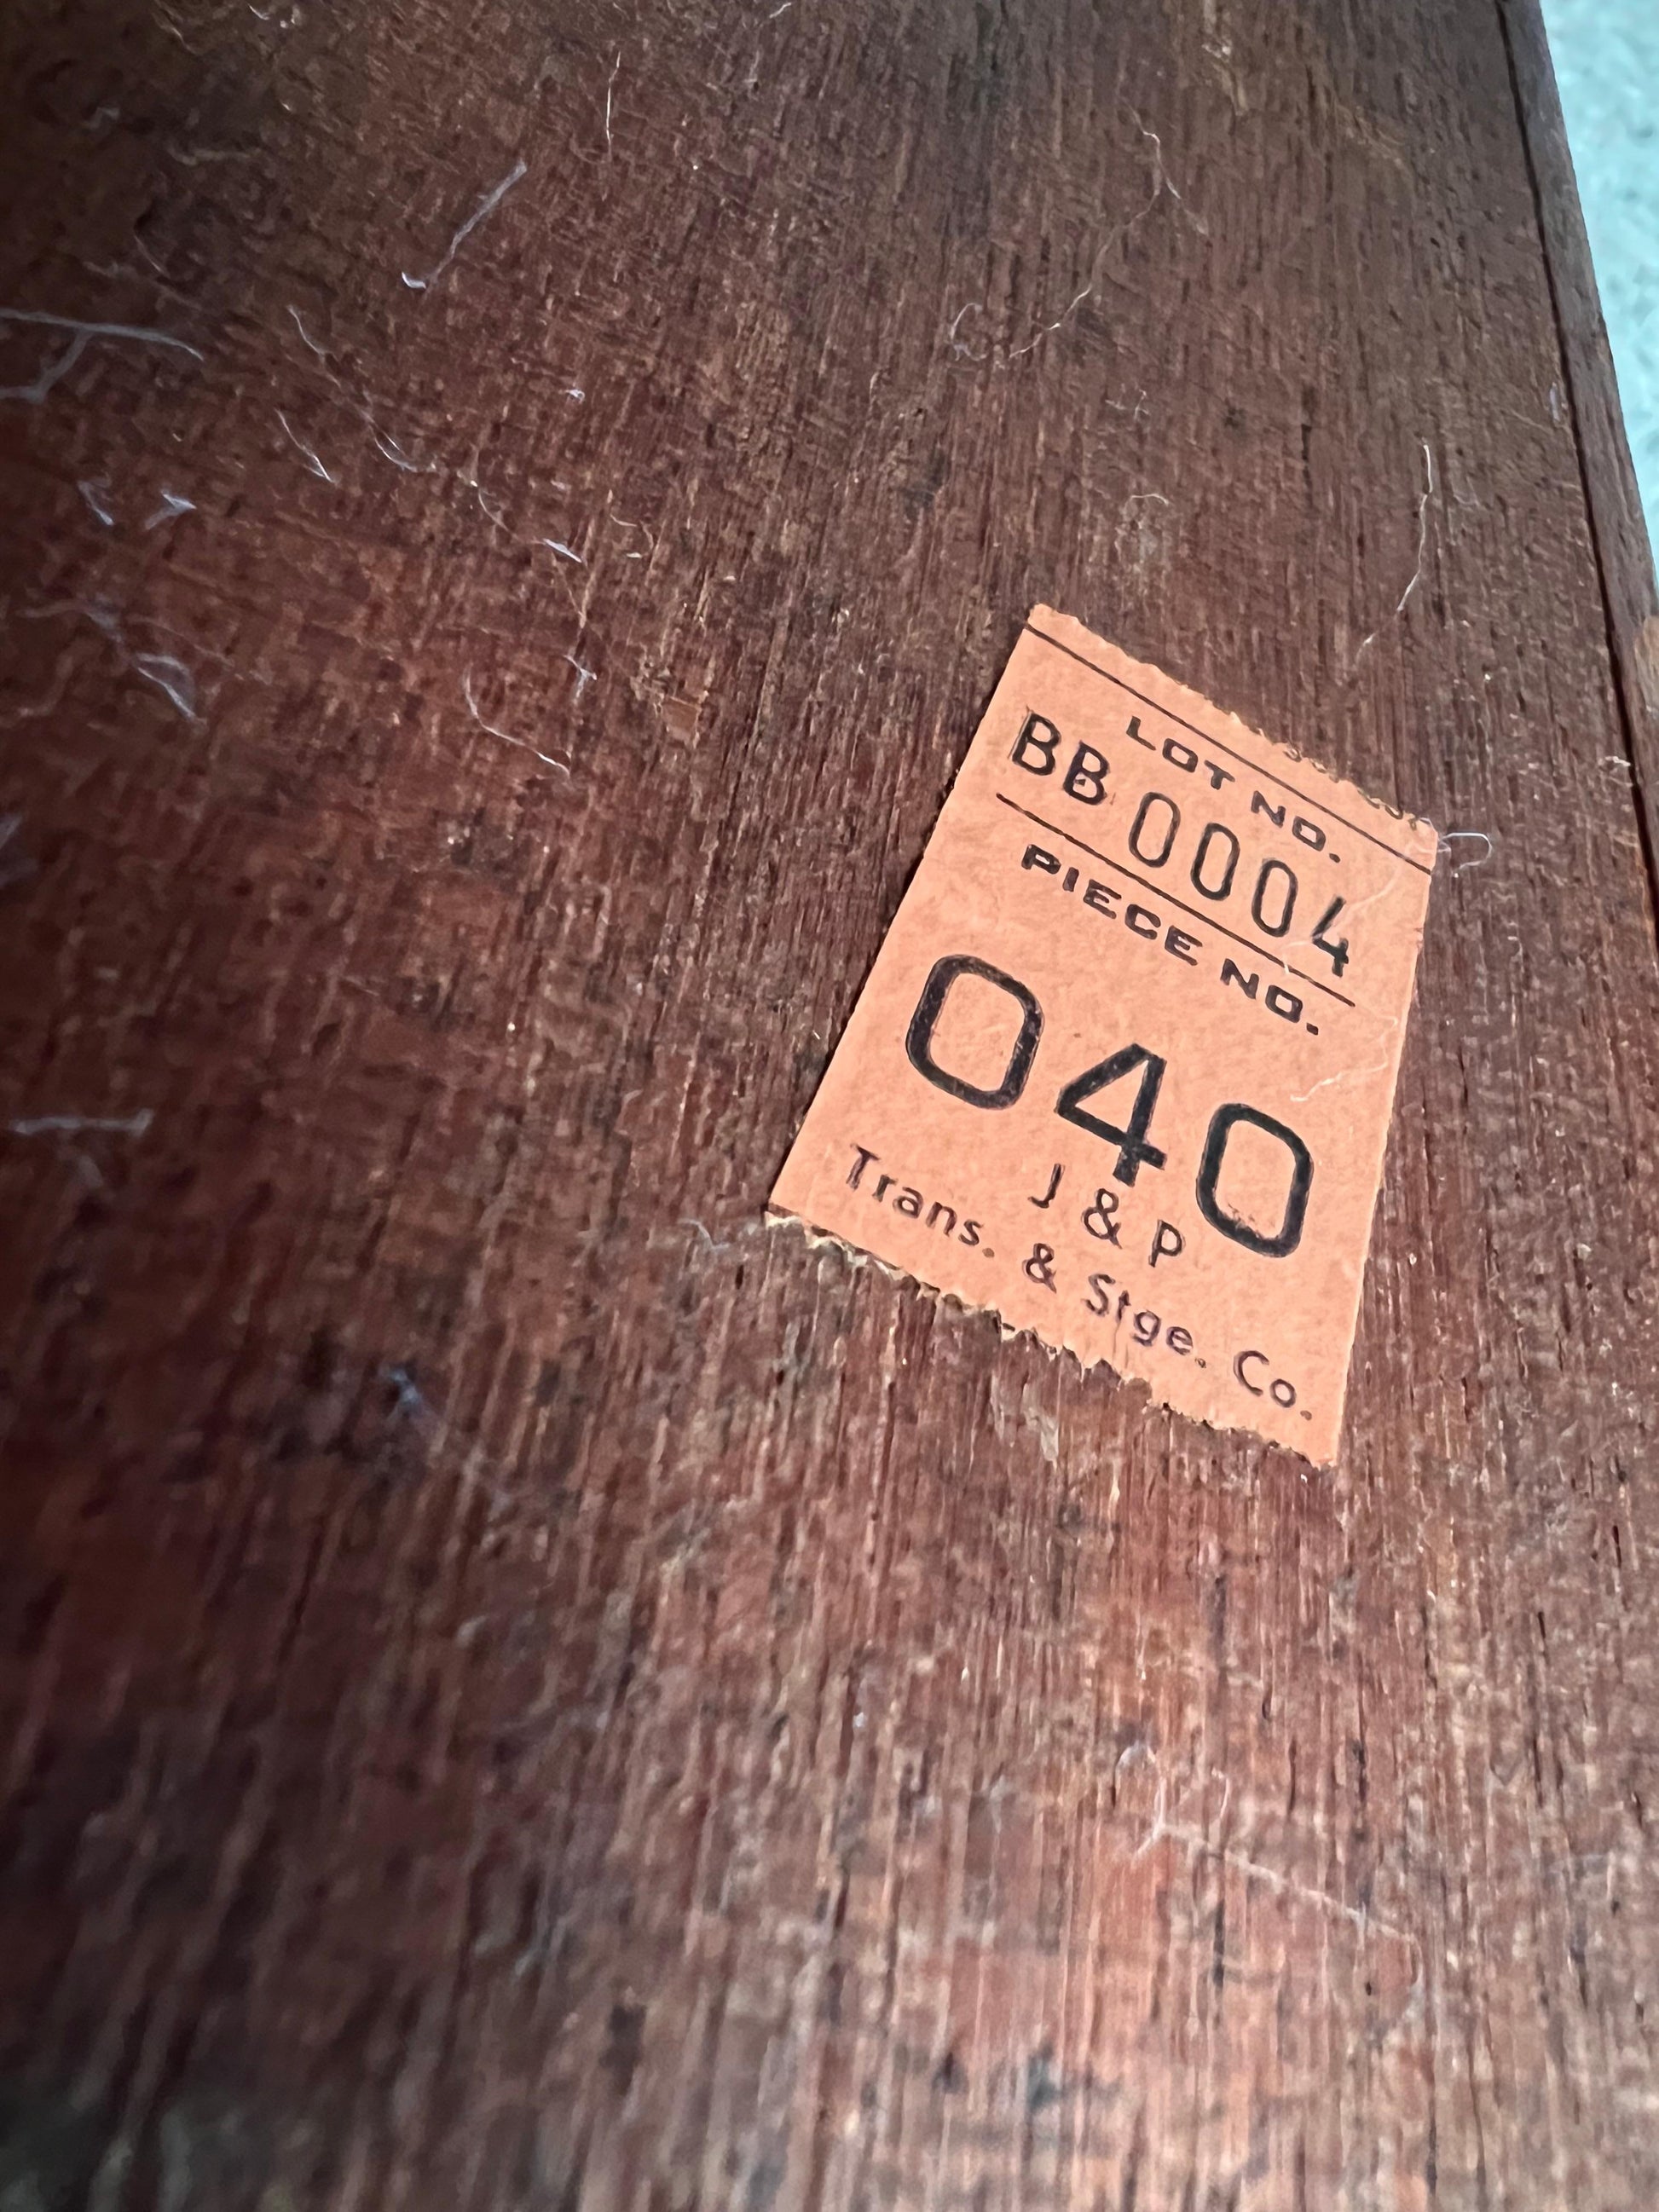 LOT NO.
BB 0004
PIECE NO.
040
J & P
Trans. & Stge. Co.